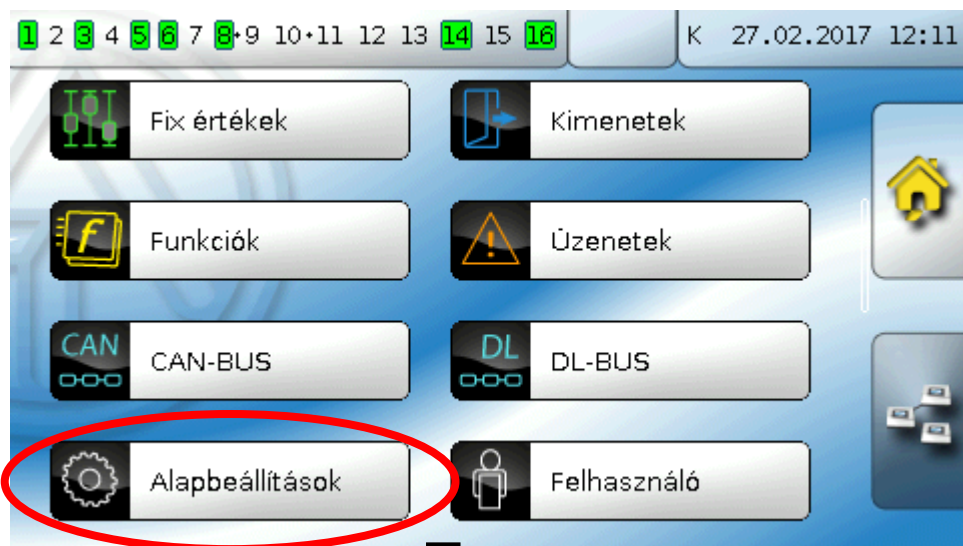 1 2 3 4 5 6 7 8+9 10+11 12 13 14 15 16 K 27.02.2017 12:11
Fix értékek Kimenetek
f Funkciók Üzenetek
CAN CAN-BUS DL DL-BUS
Alapbeállítások Felhasználó